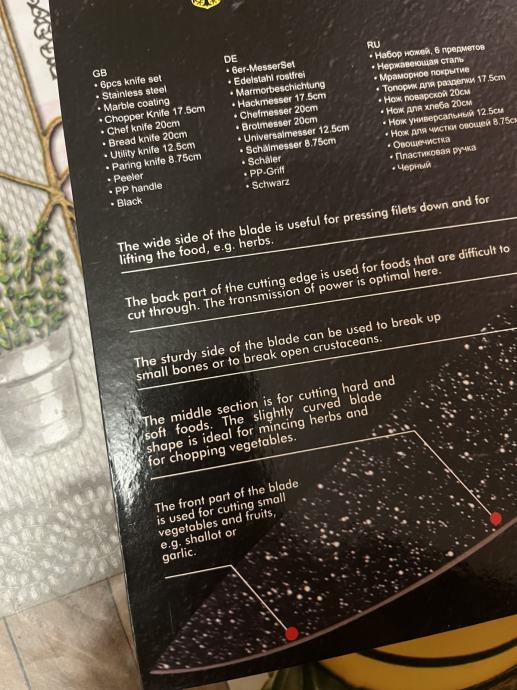 GB
• 6pcs knife set
• Stainless steel
• Marble coating
• Chopper Knife 17.5cm
• Chef knife 20cm
• Bread knife 20cm
• Utility knife 12.5cm
• Paring knife 8.75cm
• Peeler
• PP handle
• Black
DE
• 6er-MesserSet
• Edelstahl rostfrei
• Marmorbeschichtung
• Hackmesser 17.5cm
• Chefmesser 20cm
• Brotmesser 20cm
• Universalmesser 12.5cm
• Schälmesser 8.75cm
• Schäler
• PP-Griff
• Schwarz
RU
• Набор ножей, 6 предметов
• Нержавеющая сталь
• Мраморное покрытие
• Топорик для разделки 17.5cm
• Нож поварской 20см
• Нож для хлеба 20см
• Нож универсальный 12.5см
• Нож для чистки овощей 8.75см
• Овощечистка
• Пластиковая ручка
• Черный
The wide side of the blade is useful for pressing filets down and for
lifting the food, e.g. herbs.
The back part of the cutting edge is used for foods that are difficult to
cut through. The transmission of power is optimal here.
The sturdy side of the blade can be used to break up
small bones or to break open crustaceans.
The middle section is for cutting hard and
soft foods. The slightly curved blade
shape is ideal for mincing herbs and
for chopping vegetables.
The front part of the blade
is used for cutting small
vegetables and fruits,
e.g. shallot or
garlic.